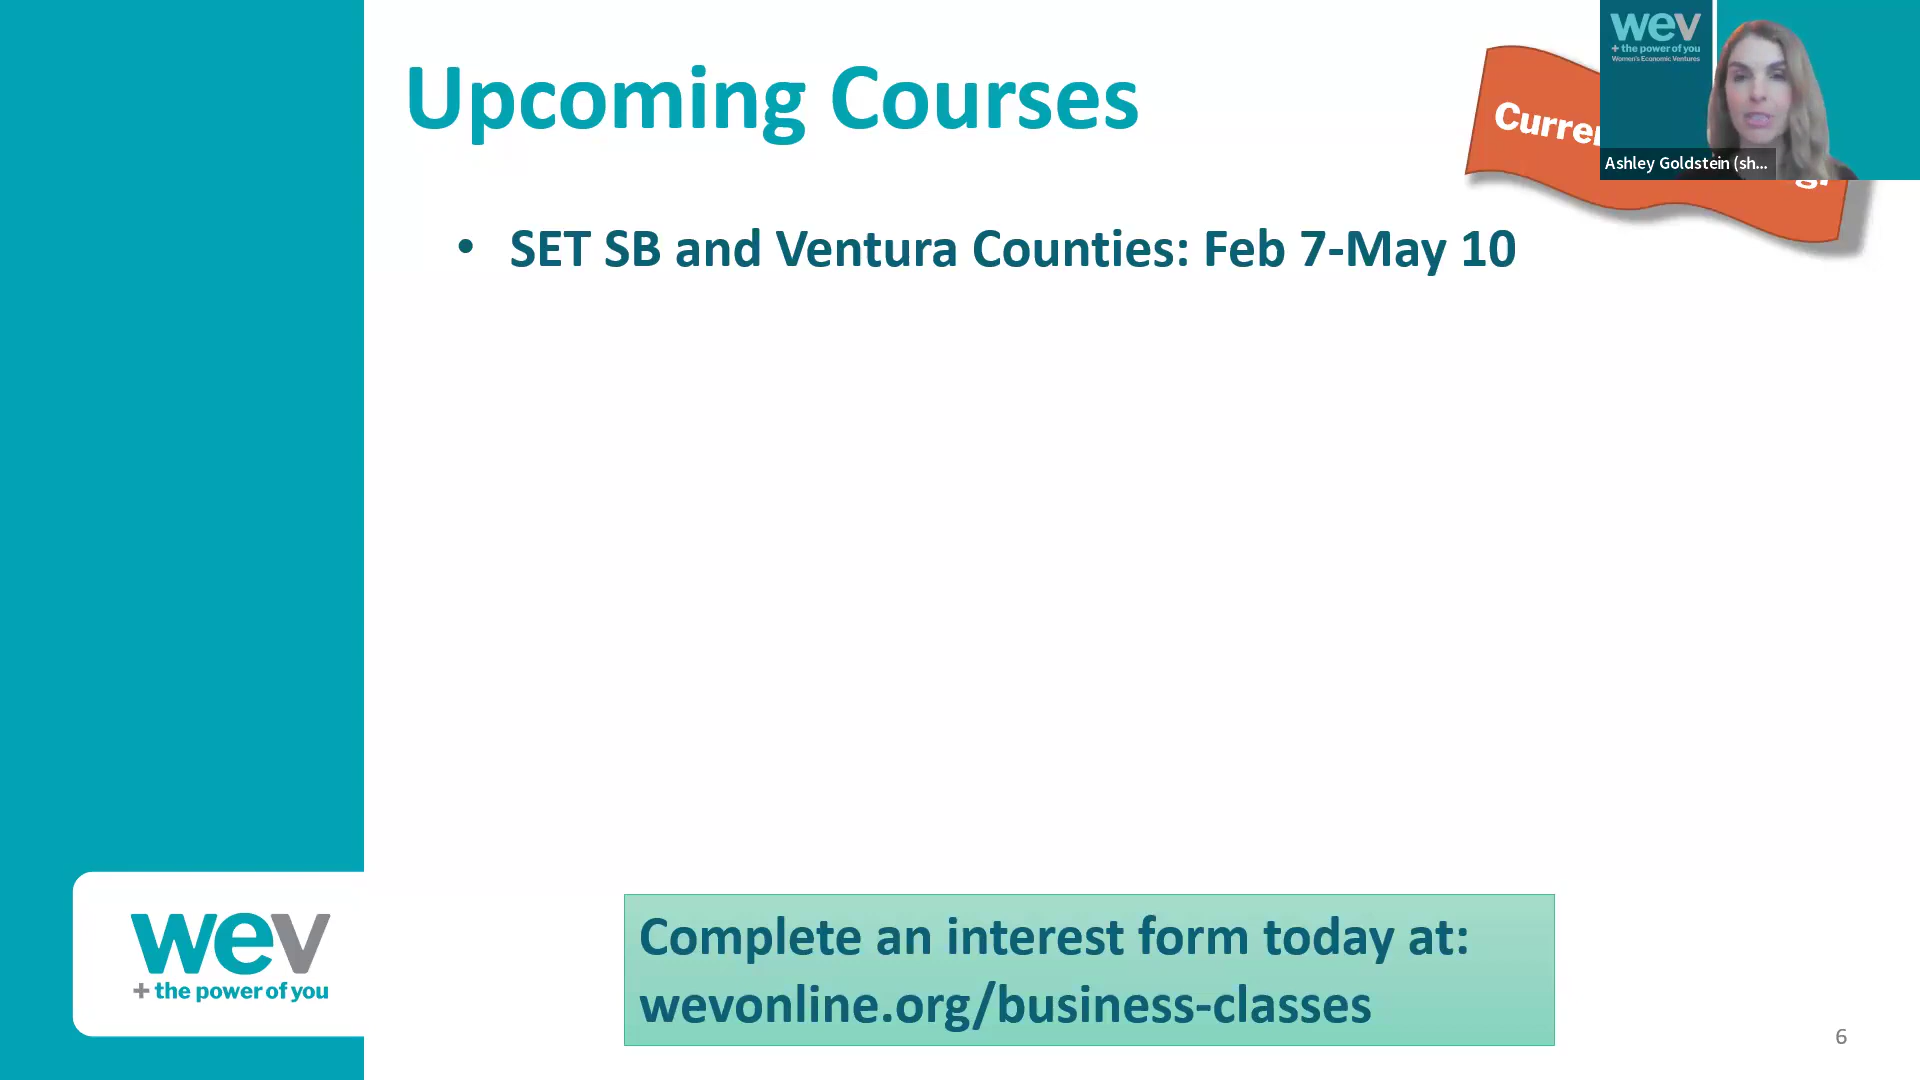 Upcoming Courses
wev
+ the power of you
Women's Economic Ventures
Ashley Goldstein (sh...
• SET SB and Ventura Counties: Feb 7-May 10
Complete an interest form today at:
wevonline.org/business-classes
wev
+ the power of you
6